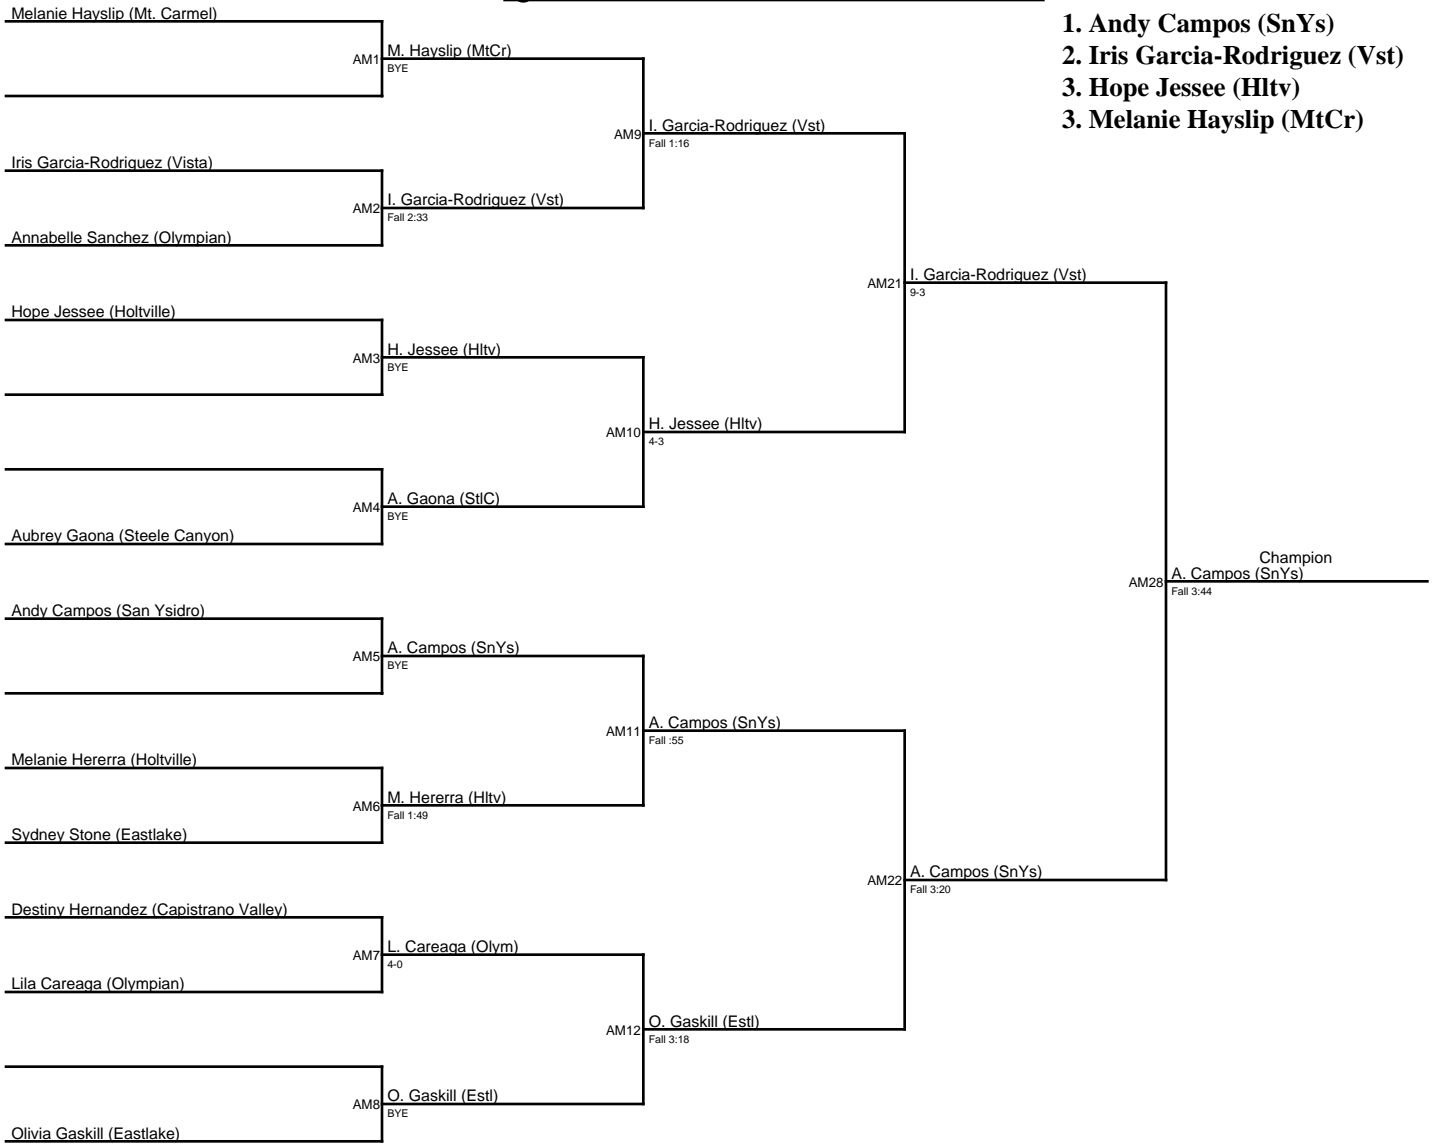 1. Andy Campos (SnYs)
2. Iris Garcia-Rodriguez (Vst)
3. Hope Jessee (Hltv)
3. Melanie Hayslip (MtCr)
Melanie Hayslip (Mt. Carmel)
AM1
M. Hayslip (MtCr)
BYE
Iris Garcia-Rodriguez (Vista)
AM2
I. Garcia-Rodriguez (Vst)
Fall 2:33
Annabelle Sanchez (Olympian)
AM9
I. Garcia-Rodriguez (Vst)
Fall 1:16
Hope Jessee (Holtville)
AM3
H. Jessee (Hltv)
BYE
AM4
A. Gaona (StlC)
BYE
Aubrey Gaona (Steele Canyon)
AM10
H. Jessee (Hltv)
4-3
AM21
I. Garcia-Rodriguez (Vst)
9-3
Andy Campos (San Ysidro)
AM5
A. Campos (SnYs)
BYE
Melanie Hererra (Holtville)
AM6
M. Hererra (Hltv)
Fall 1:49
Sydney Stone (Eastlake)
AM11
A. Campos (SnYs)
Fall :55
Destiny Hernandez (Capistrano Valley)
AM7
L. Careaga (Olym)
4-0
Lila Careaga (Olympian)
AM8
O. Gaskill (Estl)
BYE
Olivia Gaskill (Eastlake)
AM12
O. Gaskill (Estl)
Fall 3:18
AM22
A. Campos (SnYs)
Fall 3:20
AM28
Champion
A. Campos (SnYs)
Fall 3:44